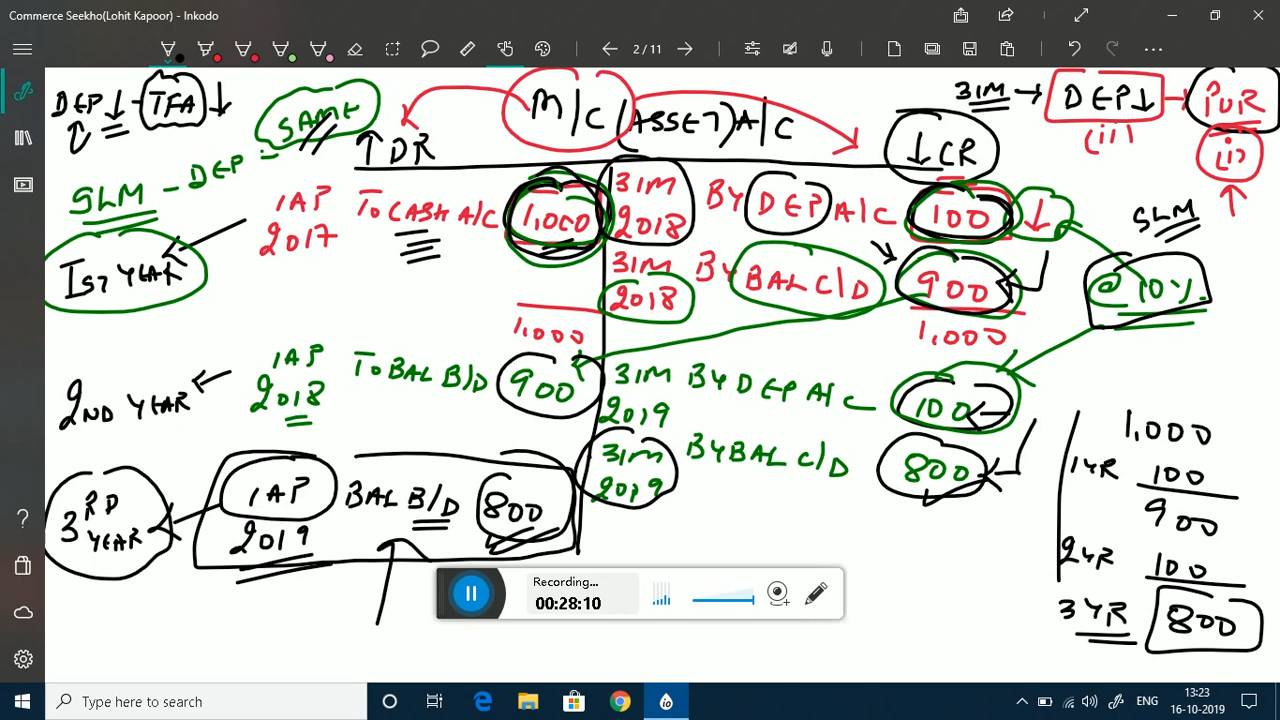 Commerce Seekho(Lohit Kapoor) - Inkodo
2/11
DEP ↓ - TFA ↓
SAME
SLM - DEP =
M/C (ASSET) A/C
↑ DR
↓ CR
31M → DEP↓ → PUR
(ii)
(i)
IST YEAR
1AP
2017
TO CASH A/C
1,000
31M
2018
BY DEP A/C
100 ↓
SLM
@ 10%
31M
2018
BY BAL C/D
900
1,000
1,000
2ND YEAR
1AP
2018
TO BAL B/D
900
31M
2019
BY DEP A/C
100
31M
2019
BY BAL C/D
800
3RD
YEAR
1AP
2019
BAL B/D
800
1,000
1YR 100
900
2YR 100
3YR 800
Recording...
00:28:10
Type here to search
ENG
13:23
16-10-2019